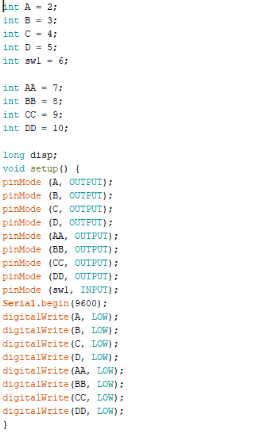 int A = 2;
int B = 3;
int C = 4;
int D = 5;
int sw1 = 6;

int AA = 7;
int BB = 8;
int CC = 9;
int DD = 10;

long disp;
void setup() {
pinMode (A, OUTPUT);
pinMode (B, OUTPUT);
pinMode (C, OUTPUT);
pinMode (D, OUTPUT);
pinMode (AA, OUTPUT);
pinMode (BB, OUTPUT);
pinMode (CC, OUTPUT);
pinMode (DD, OUTPUT);
pinMode (sw1, INPUT);
Serial.begin(9600);
digitalWrite(A, LOW);
digitalWrite(B, LOW);
digitalWrite(C, LOW);
digitalWrite(D, LOW);
digitalWrite(AA, LOW);
digitalWrite(BB, LOW);
digitalWrite(CC, LOW);
digitalWrite(DD, LOW);
}